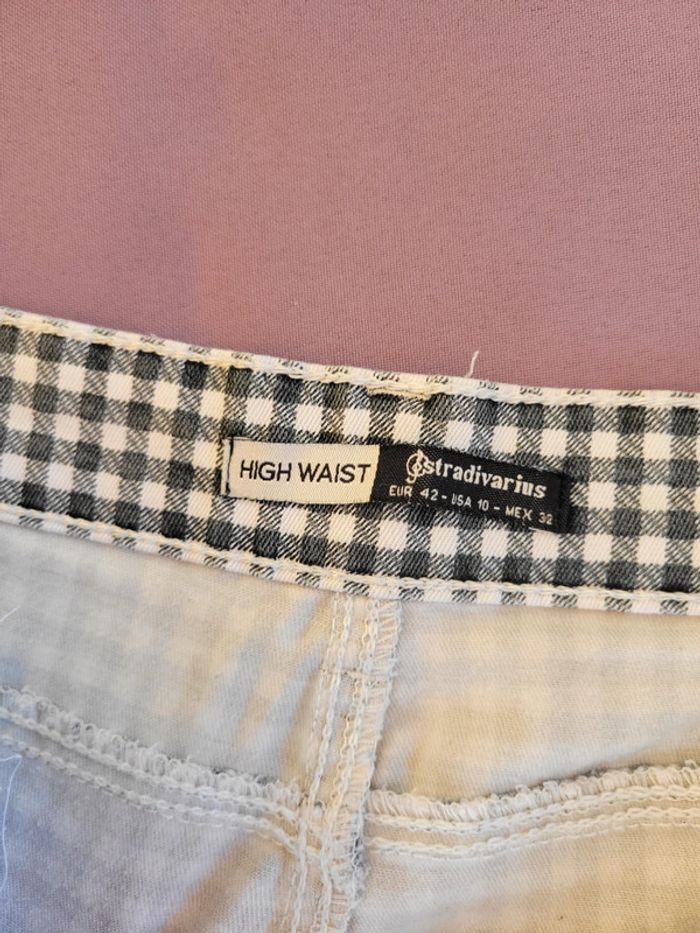 HIGH WAIST
stradivarius
EUR 42 - USA 10 - MEX 32